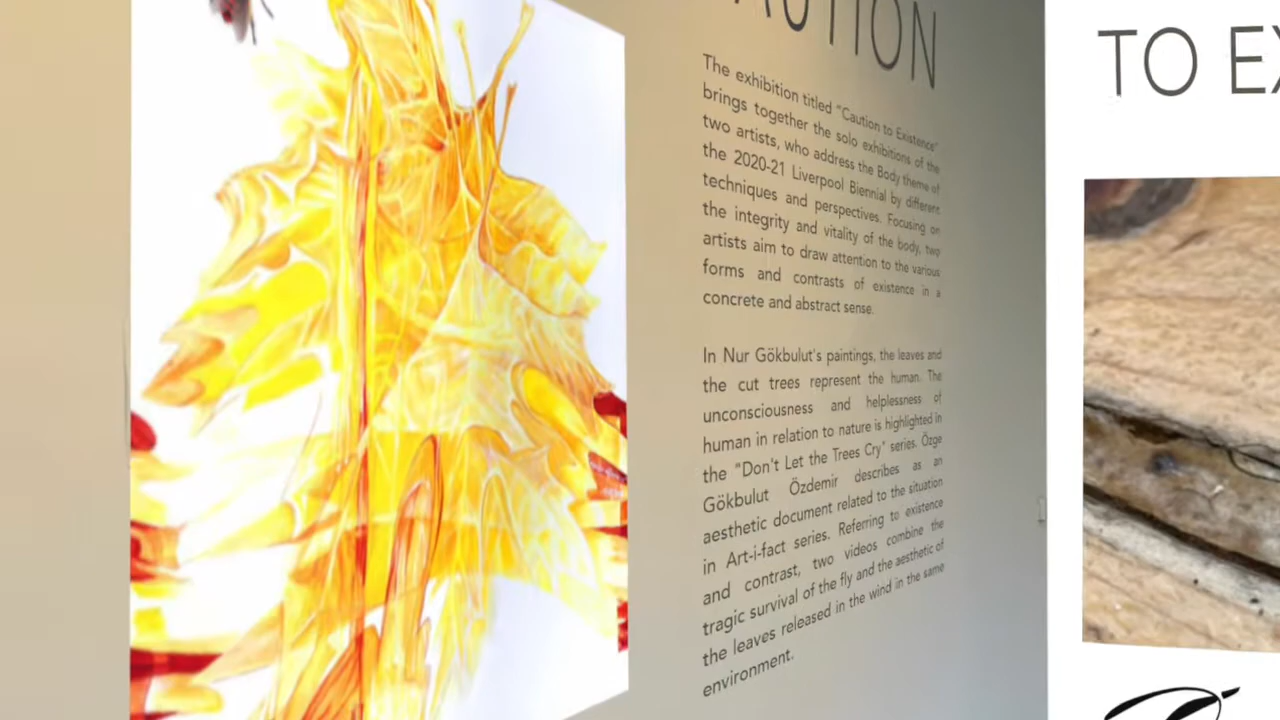 CAUTION
The exhibition titled "Caution to Existence"
brings together the solo exhibitions of the
two artists, who address the Body theme of
the 2020-21 Liverpool Biennial by different
techniques and perspectives. Focusing on
the integrity and vitality of the body, two
artists aim to draw attention to the various
forms and contrasts of existence in a
concrete and abstract sense.
In Nur Gökbulut's paintings, the leaves and
the cut trees represent the human. The
unconsciousness and helplessness of
human in relation to nature is highlighted in
the "Don't Let the Trees Cry" series. Özge
Gökbulut Özdemir describes as an
aesthetic document related to the situation
in Art-i-fact series. Referring to existence
and contrast, two videos combine the
tragic survival of the fly and the aesthetic of
the leaves released in the wind in the same
environment.
TO EX